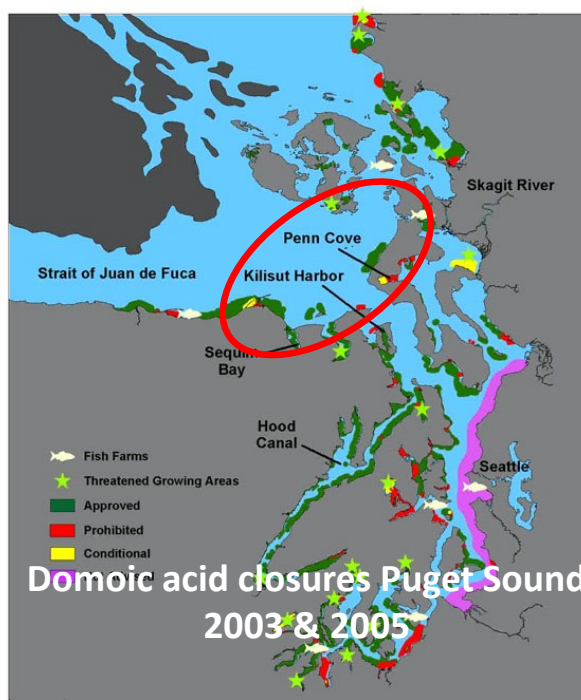 Skagit River
Penn Cove
Strait of Juan de Fuca
Kilisut Harbor
Sequim
Bay
Hood
Canal
Seattle
Fish Farms
Threatened Growing Areas
Approved
Prohibited
Conditional
Domoic acid closures Puget Sound
2003 & 2005